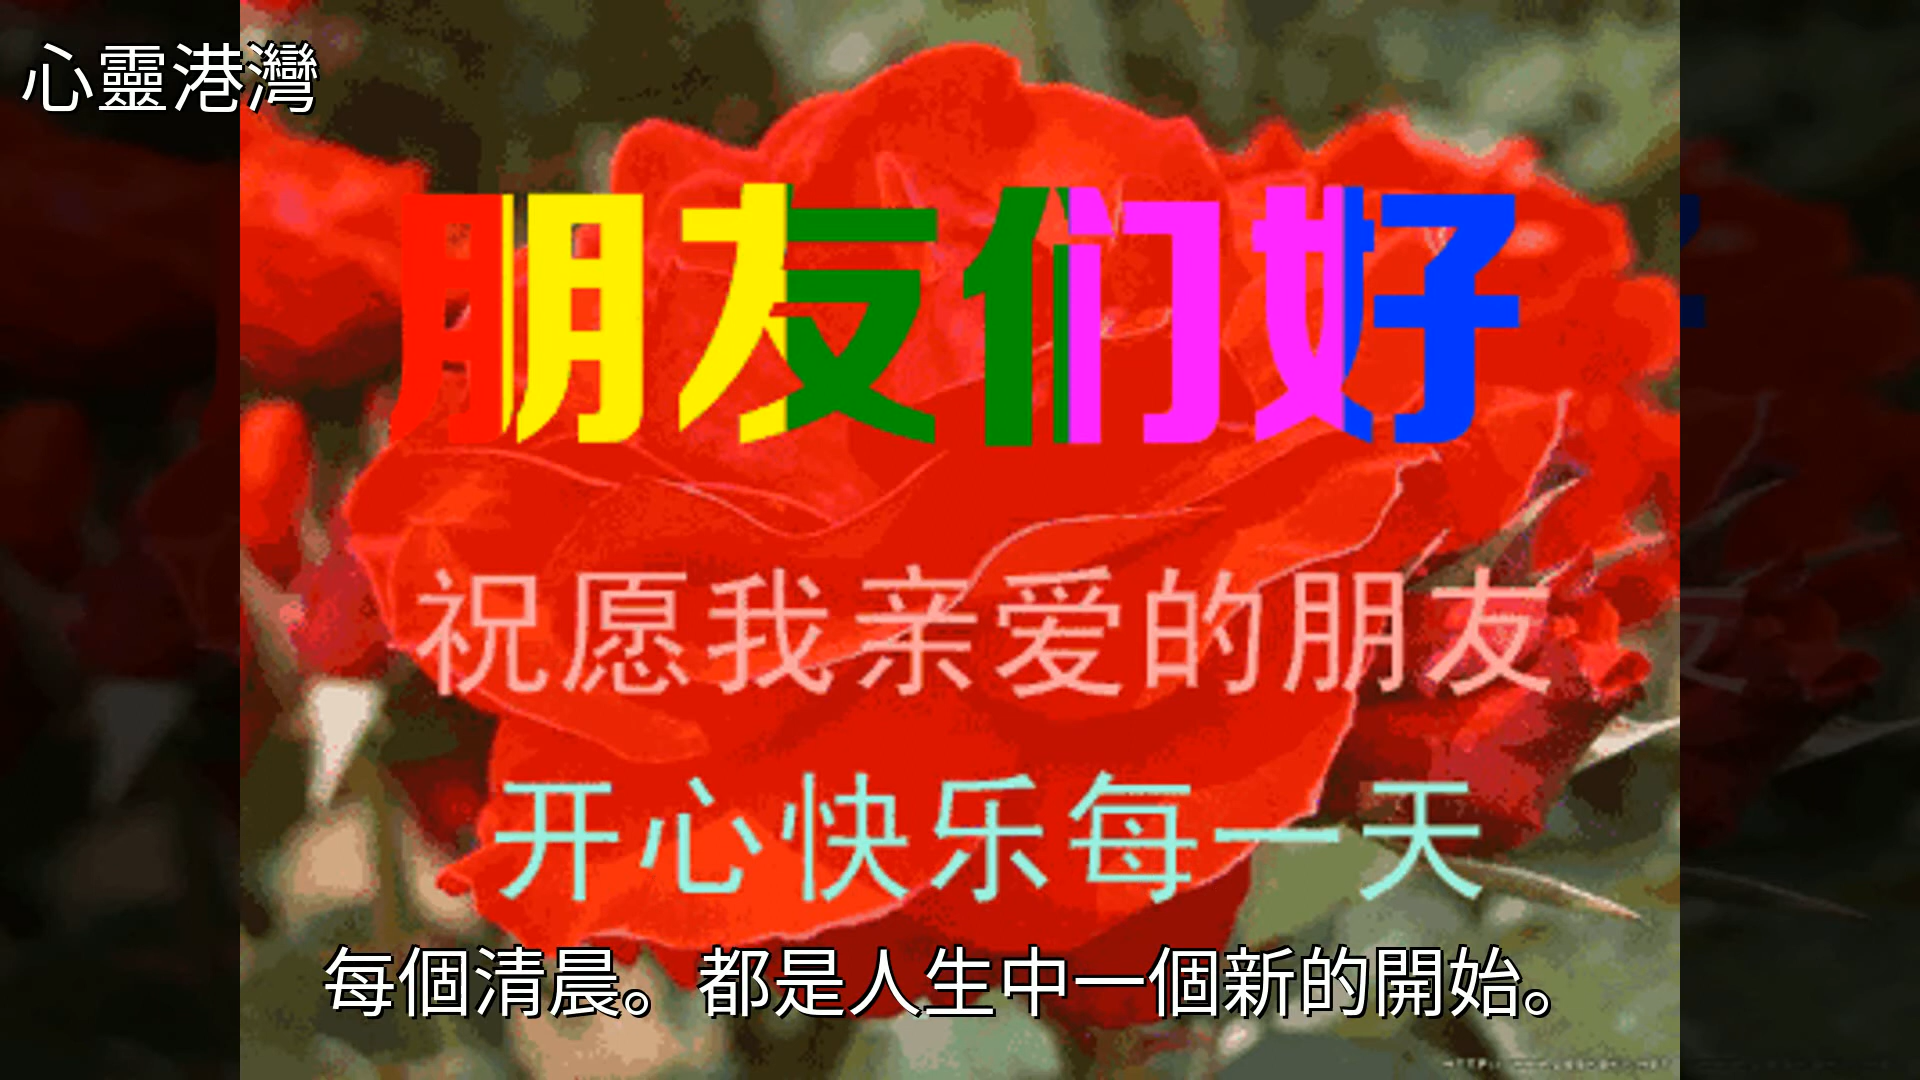 心靈港灣
朋友们好
祝愿我亲爱的朋友
开心快乐每一天
每個清晨。都是人生中一個新的開始。